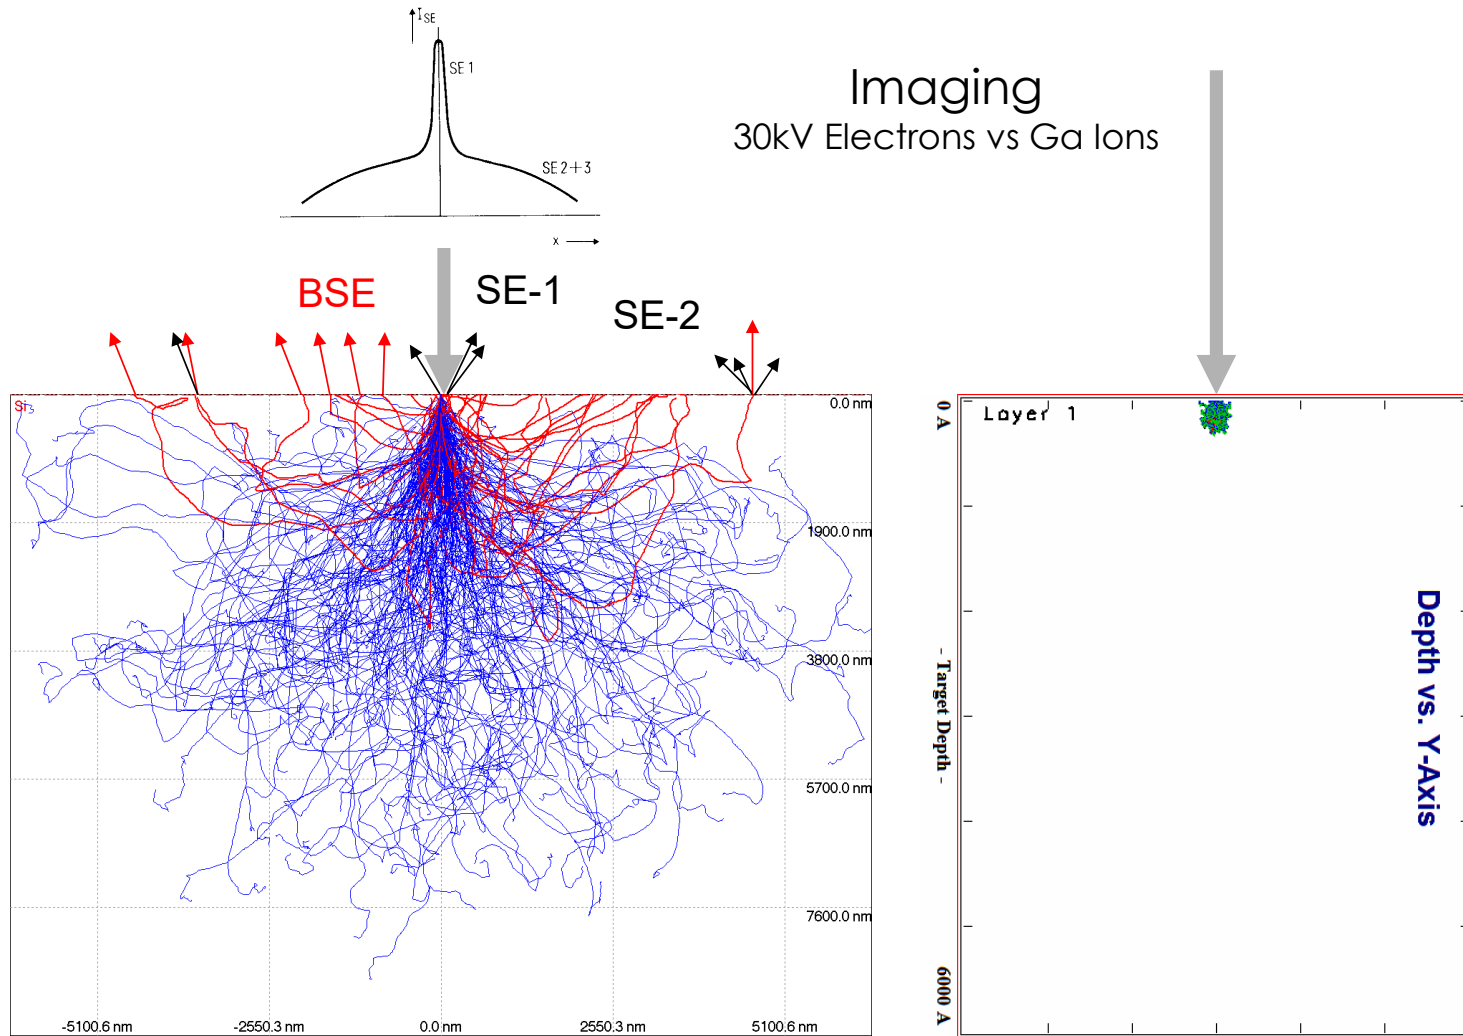 I SE
SE 1
SE 2+3
x
Imaging
30kV Electrons vs Ga Ions
BSE
SE-1
SE-2
Si
0.0 nm
1900.0 nm
3800.0 nm
5700.0 nm
7600.0 nm
-5100.6 nm
-2550.3 nm
0.0 nm
2550.3 nm
5100.6 nm
0 A
- Target Depth -
6000 A
Layer 1
Depth vs. Y-Axis